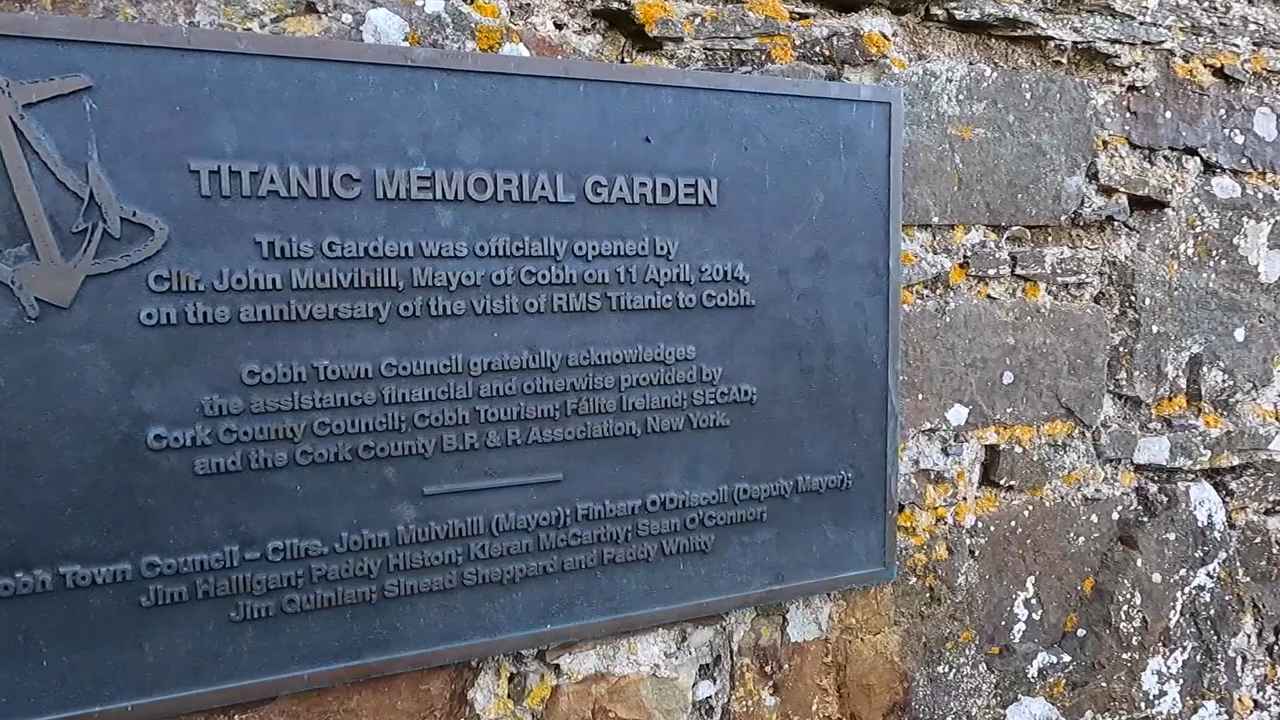 TITANIC MEMORIAL GARDEN
This Garden was officially opened by
Cllr. John Mulvihill, Mayor of Cobh on 11 April, 2014,
on the anniversary of the visit of RMS Titanic to Cobh.
Cobh Town Council gratefully acknowledges
the assistance financial and otherwise provided by
Cork County Council; Cobh Tourism; Fáilte Ireland; SECAD;
and the Cork County B.P. & P. Association, New York.
obh Town Council – Cllrs. John Mulvihill (Mayor); Finbarr O'Driscoll (Deputy Mayor);
Jim Halligan; Paddy Histon; Kieran McCarthy; Sean O'Connor;
Jim Quinlan; Sinead Sheppard and Paddy Whitty